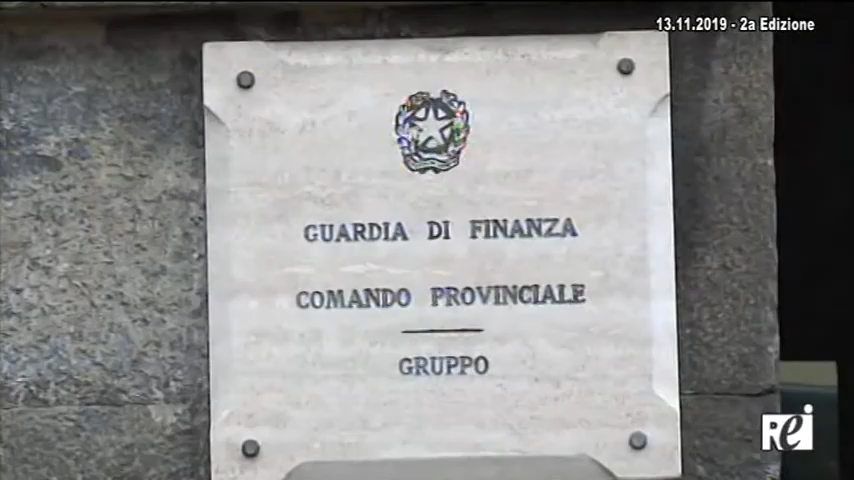 13.11.2019 - 2a Edizione
GUARDIA DI FINANZA
COMANDO PROVINCIALE
GRUPPO
REi